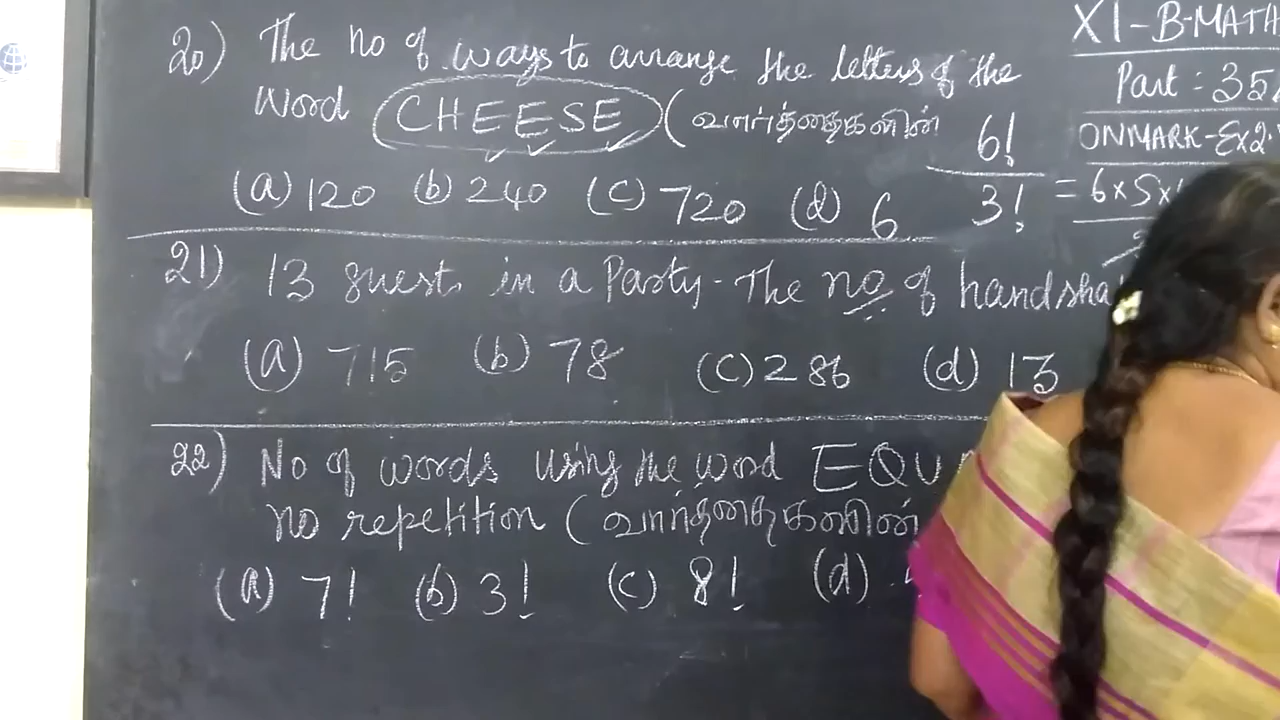 20) The no of ways to arrange the letters of the
word CHEESE (வார்த்தைகளின்
(a) 120 (b) 240 (c) 720 (d) 6
6!
3!
= 6x5x
XI-B-MATH
Part : 35
ONMARK-Ex2.
21) 13 guest in a Party - The no of handsha
(a) 715 (b) 78 (c) 286 (d) 13
22) No of words using the word EQU
no repetition (வார்த்தைகளின்
(a) 7! (b) 3! (c) 8! (d)